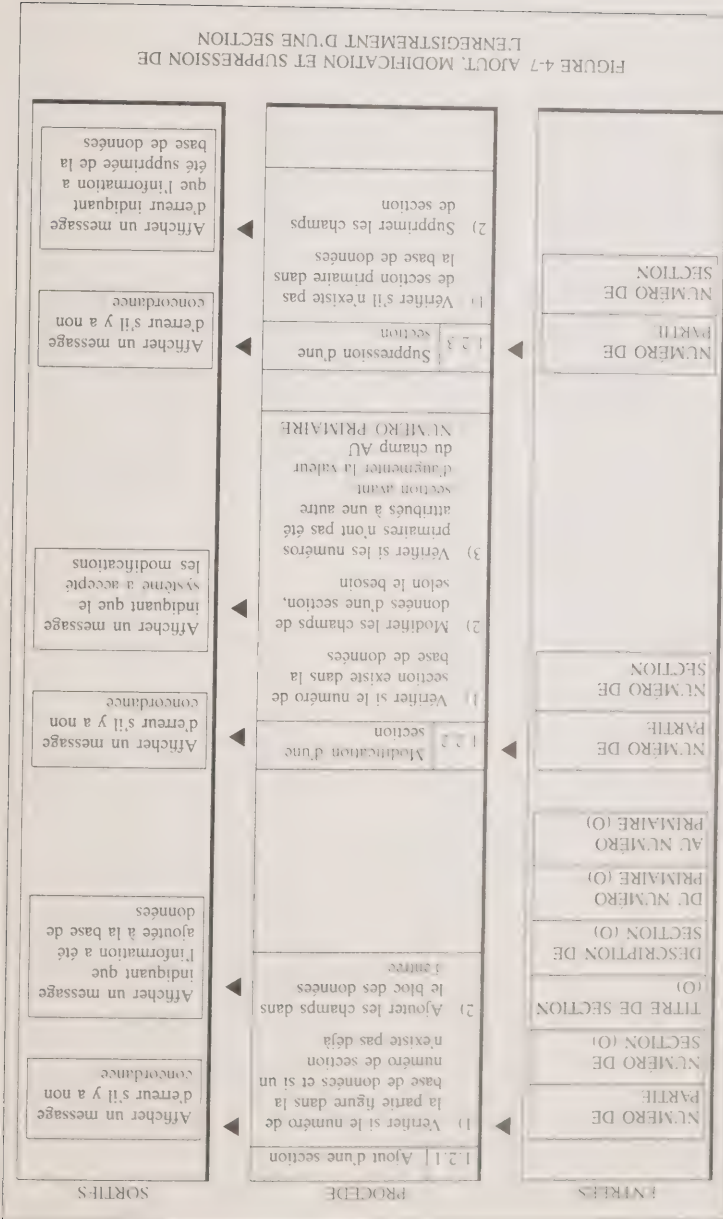 ENTRÉES
NUMÉRO DE
PARTIE
NUMÉRO DE
SECTION (O)
TITRE DE SECTION
(O)
DESCRIPTION DE
SECTION (O)
DU NUMÉRO
PRIMAIRE (O)
AU NUMÉRO
PRIMAIRE (O)
NUMÉRO DE
PARTIE
NUMÉRO DE
SECTION
NUMÉRO DE
PARTIE
NUMÉRO DE
SECTION
PROCÉDÉ
1.2.1 Ajout d'une section
1) Vérifier si le numéro de
la partie figure dans la
base de données et si un
numéro de section
n'existe pas déjà
2) Ajouter les champs dans
le bloc des données
1.2.2 Modification d'une
section
1) Vérifier si le numéro de
section existe dans la
base de données
2) Modifier les champs de
données d'une section,
selon le besoin
3) Vérifier si les numéros
primaires n'ont pas été
attribués à une autre
section avant
d'augmenter la valeur
du champ AU
NUMÉRO PRIMAIRE
1.2.3 Suppression d'une
section
1) Vérifier s'il n'existe pas
de section primaire dans
la base de données
2) Supprimer les champs
de section
SORTIES
Afficher un message
d'erreur s'il y a non
concordance
Afficher un message
indiquant que
l'information a été
ajoutée à la base de
données
Afficher un message
d'erreur s'il y a non
concordance
Afficher un message
indiquant que le
système a accepté
les modifications
Afficher un message
d'erreur s'il y a non
concordance
Afficher un message
d'erreur indiquant
que l'information a
été supprimée de la
base de données
FIGURE 4-7 AJOUT, MODIFICATION ET SUPPRESSION DE
L'ENREGISTREMENT D'UNE SECTION